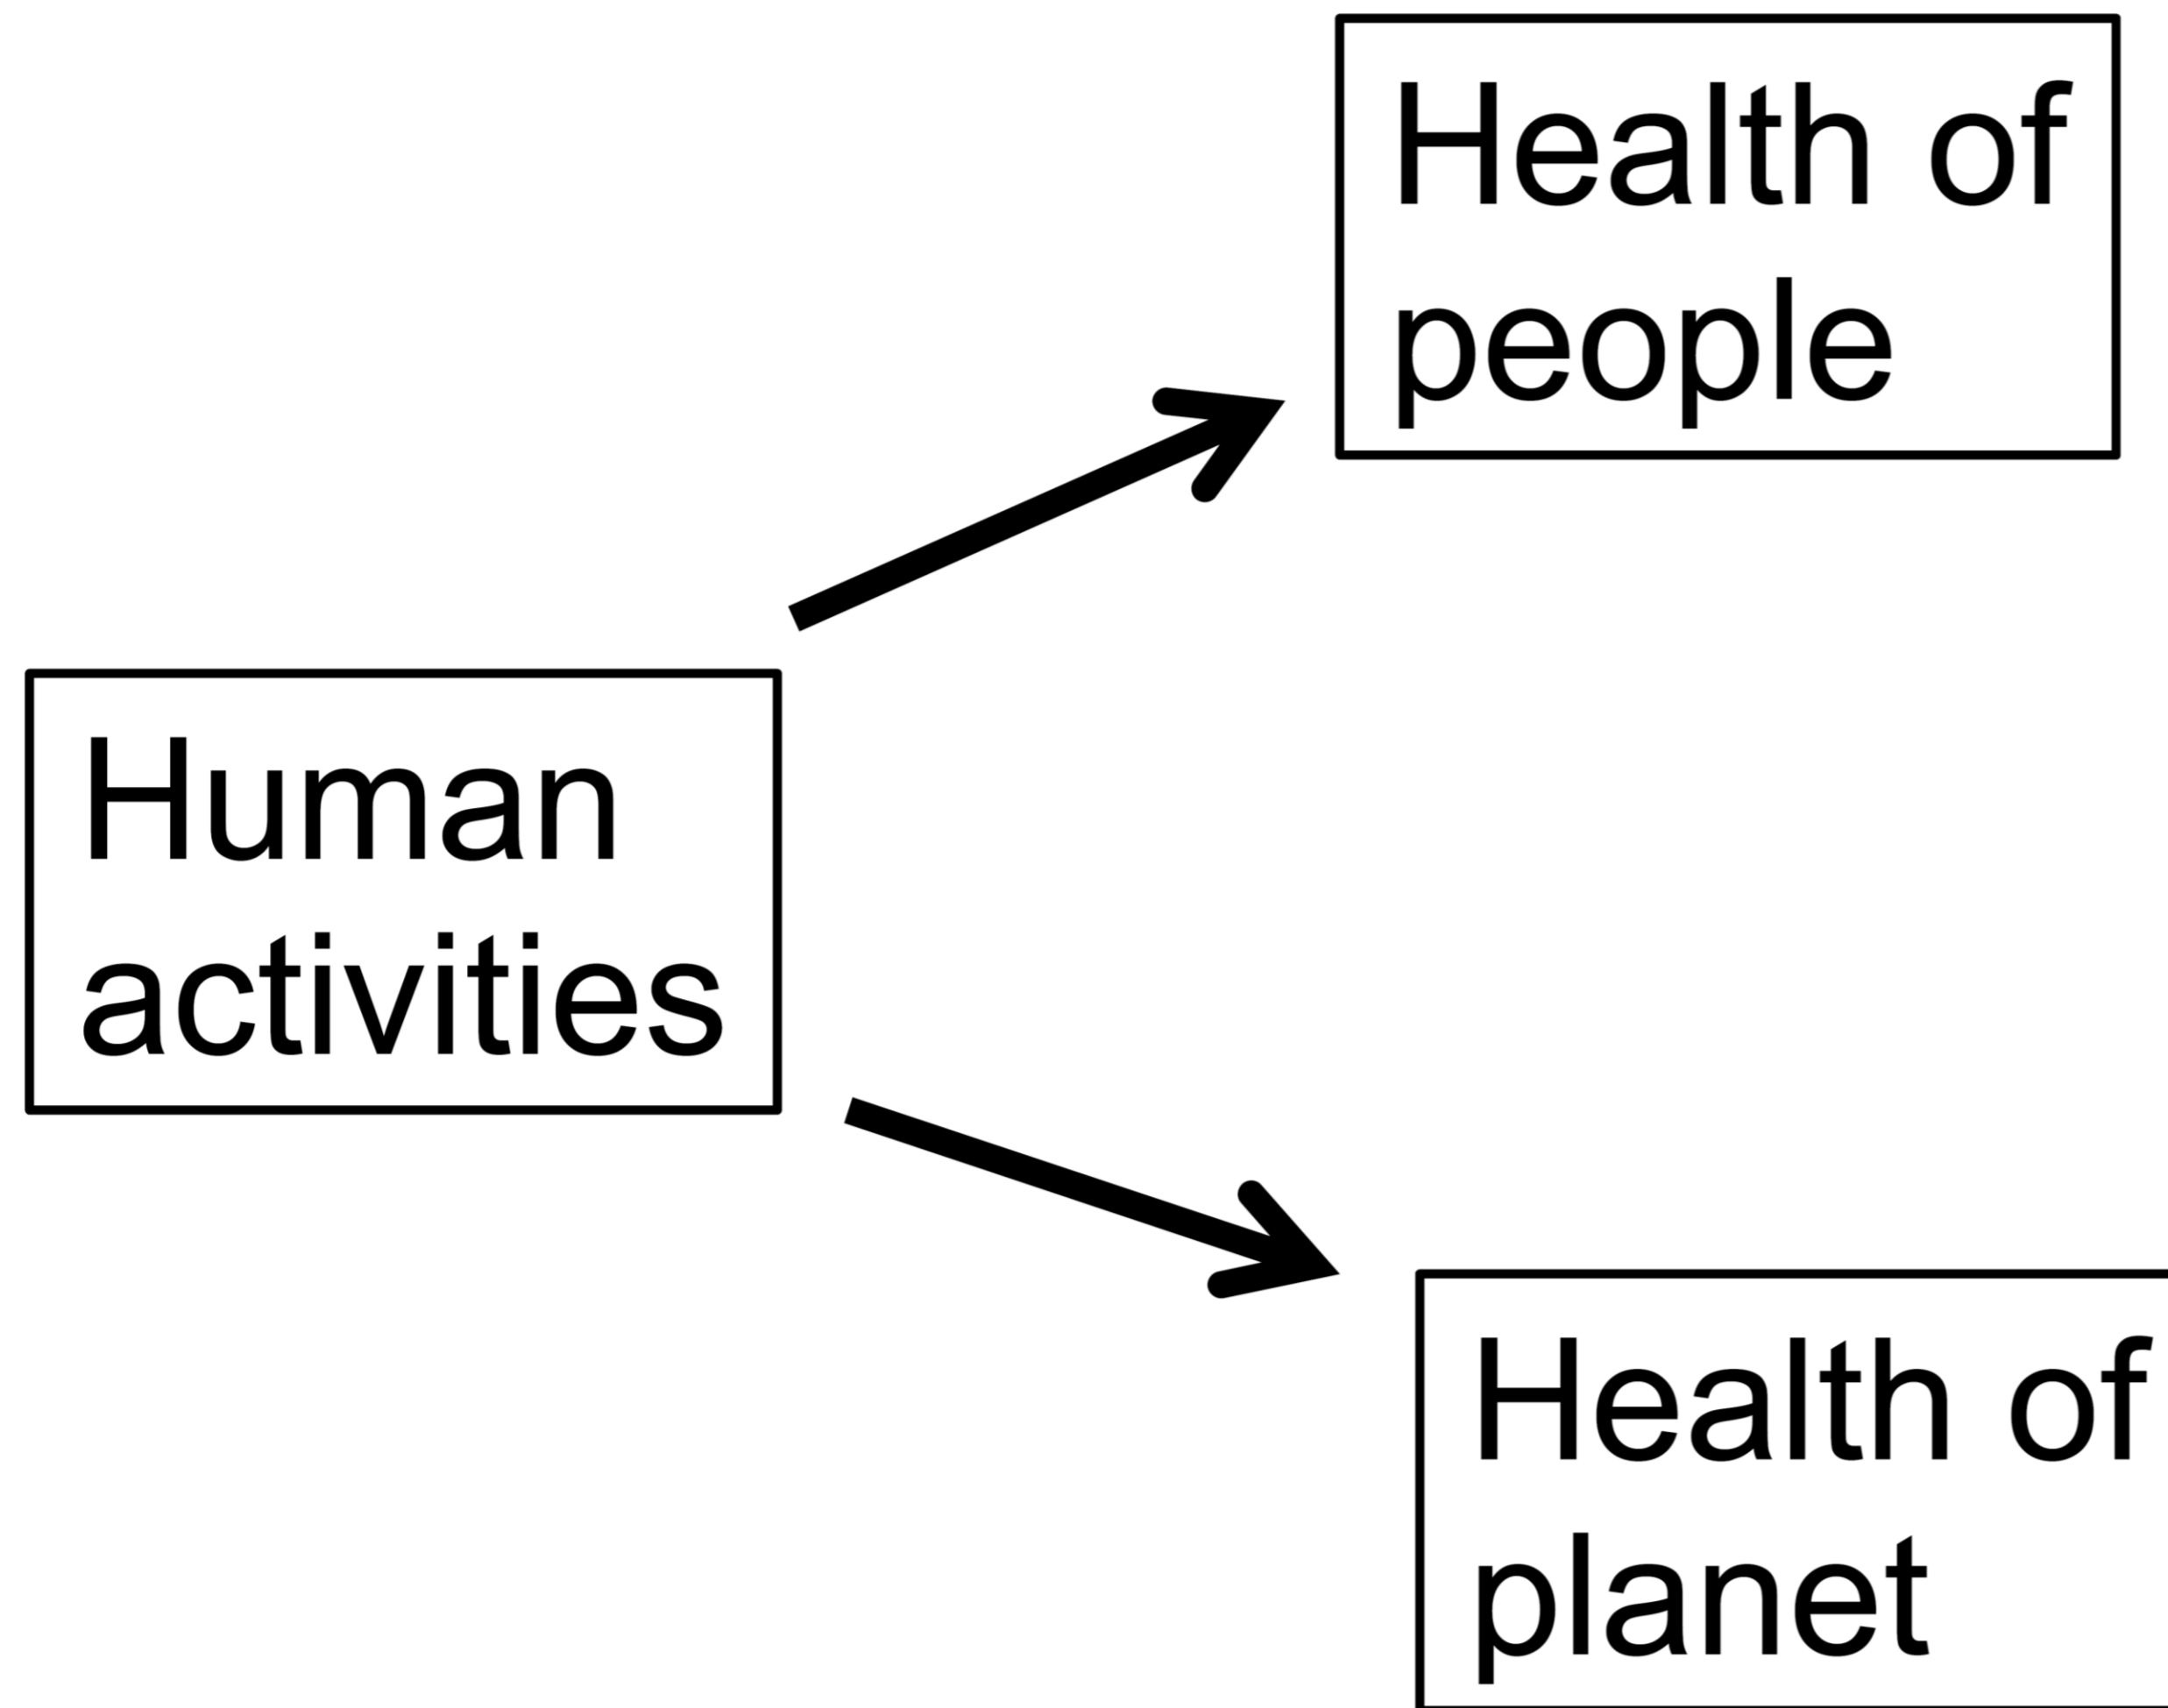 Health of
people
Human
activities
Health of
planet